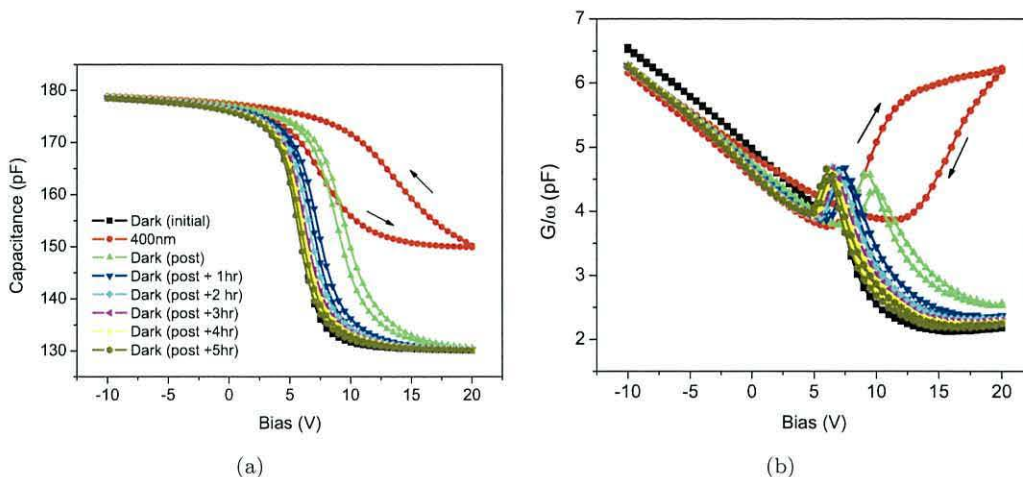 (a)
Capacitance (pF)
180
170
160
150
140
130
-10
-5
0
5
10
15
20
Bias (V)
Dark (initial)
400nm
Dark (post)
Dark (post + 1hr)
Dark (post +2 hr)
Dark (post +3hr)
Dark (post +4hr)
Dark (post +5hr)
(a)
(b)
G/ω (pF)
7
6
5
4
3
2
-10
-5
0
5
10
15
20
Bias (V)
(b)